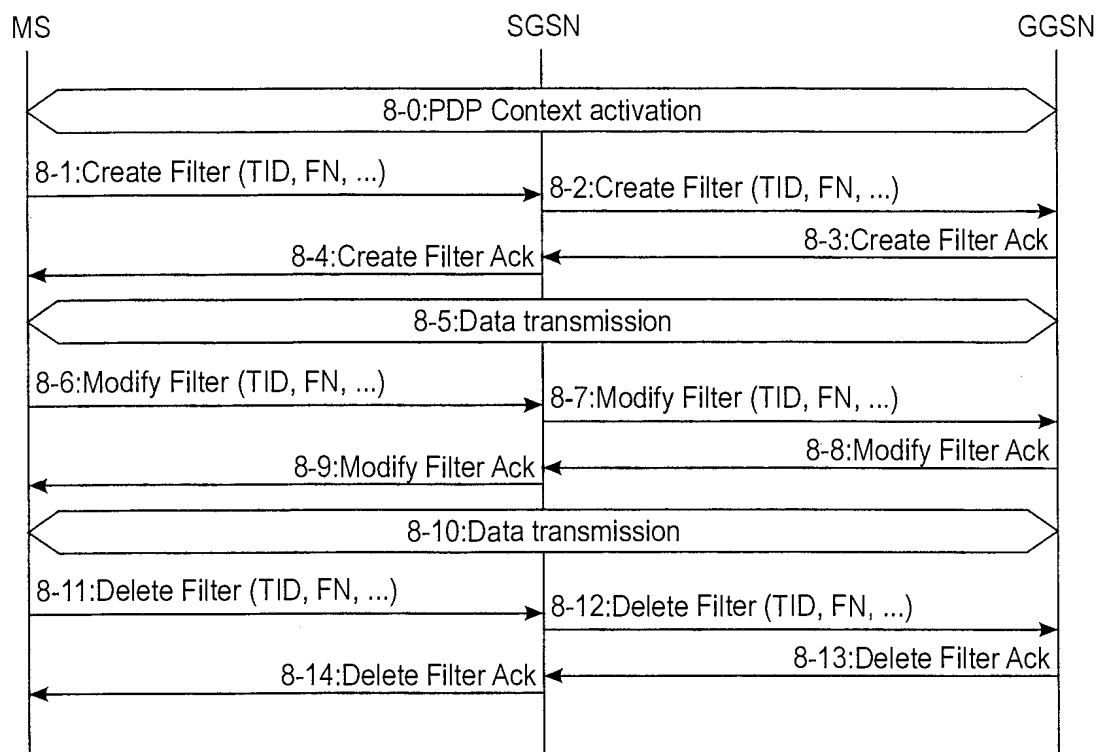 MS
SGSN
GGSN
8-0:PDP Context activation
8-1:Create Filter (TID, FN, ...)
8-2:Create Filter (TID, FN, ...)
8-3:Create Filter Ack
8-4:Create Filter Ack
8-5:Data transmission
8-6:Modify Filter (TID, FN, ...)
8-7:Modify Filter (TID, FN, ...)
8-8:Modify Filter Ack
8-9:Modify Filter Ack
8-10:Data transmission
8-11:Delete Filter (TID, FN, ...)
8-12:Delete Filter (TID, FN, ...)
8-13:Delete Filter Ack
8-14:Delete Filter Ack